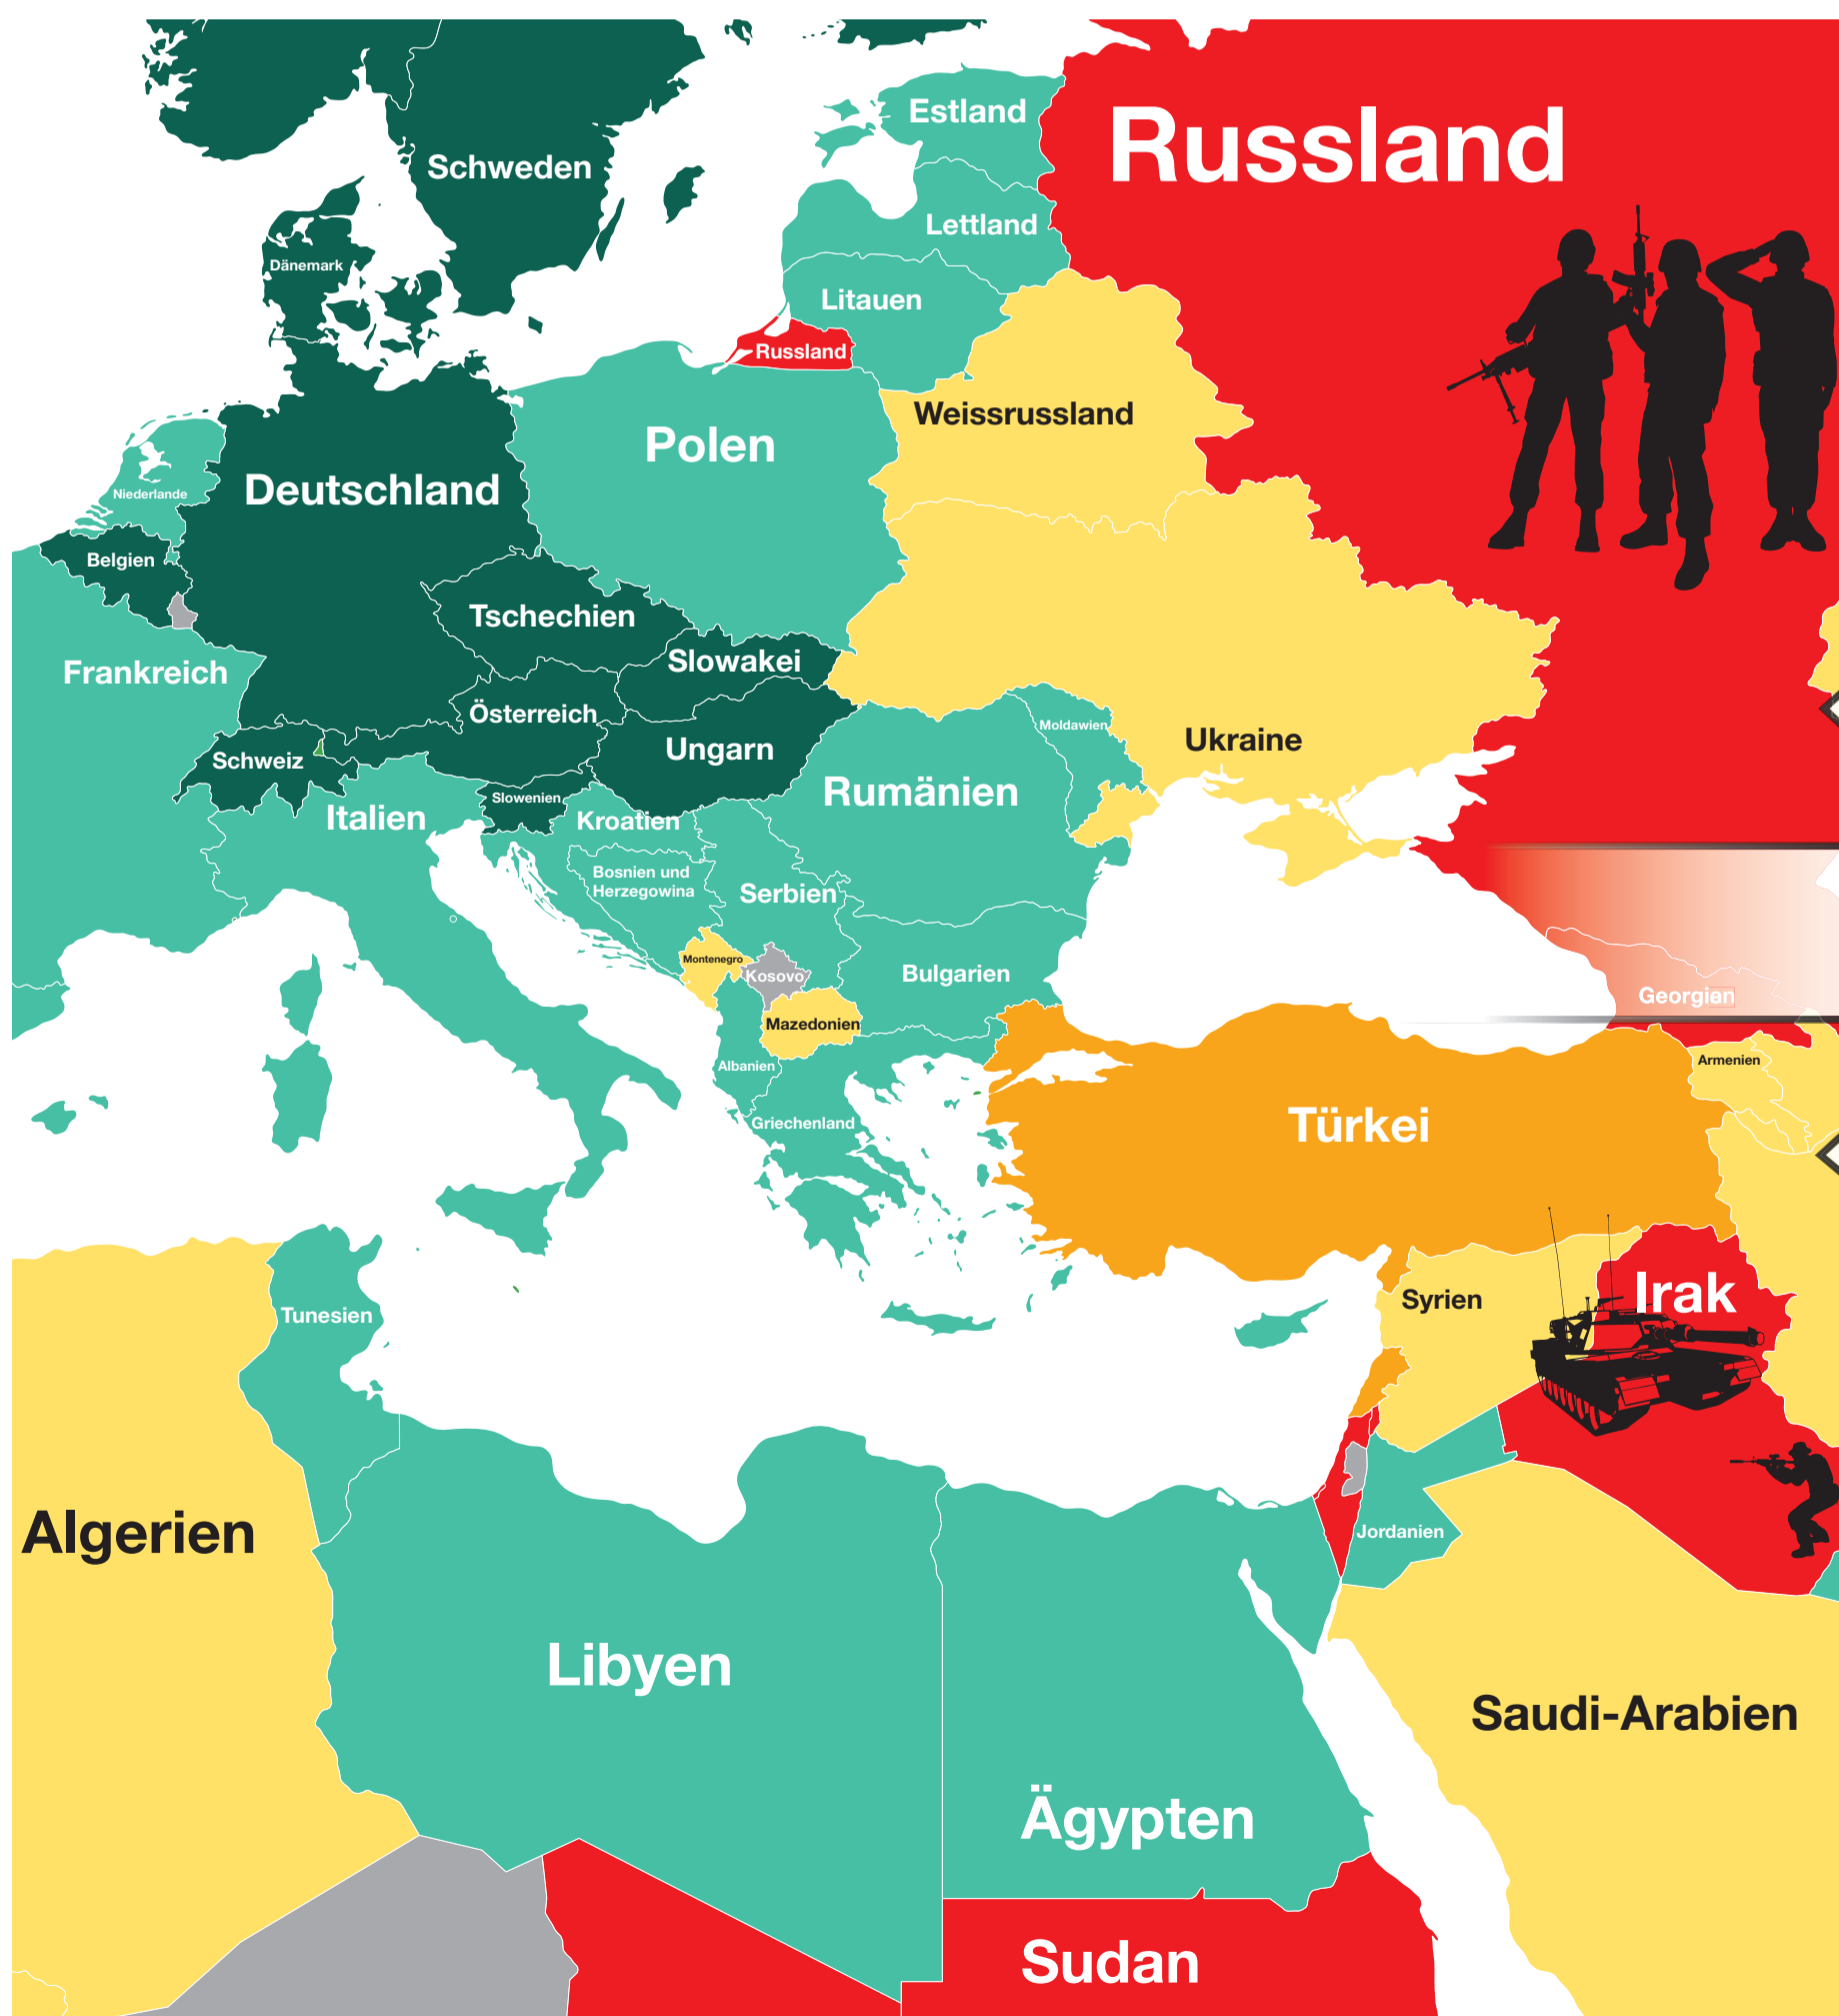 Estland
Russland
Schweden
Lettland
Dänemark
Litauen
Russland
Weissrussland
Polen
Deutschland
Niederlande
Belgien
Tschechien
Slowakei
Frankreich
Österreich
Moldawien
Ukraine
Ungarn
Schweiz
Rumänien
Slowenien
Italien
Kroatien
Bosnien und
Herzegowina
Serbien
Montenegro
Kosovo
Bulgarien
Georgian
Mazedonien
Armenien
Albanien
Griechenland
Türkei
Irak
Syrien
Tunesien
Algerien
Jordanien
Libyen
Saudi-Arabien
Ägypten
Sudan